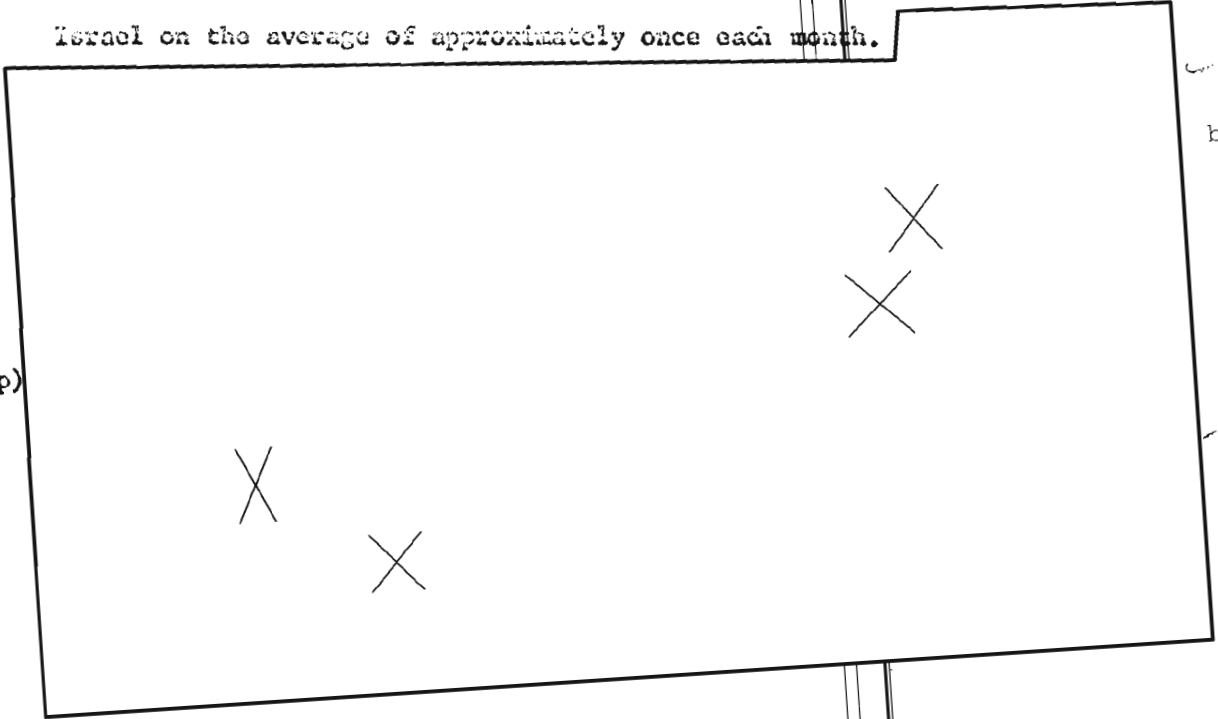 Israel on the average of approximately once each month.
b
p)